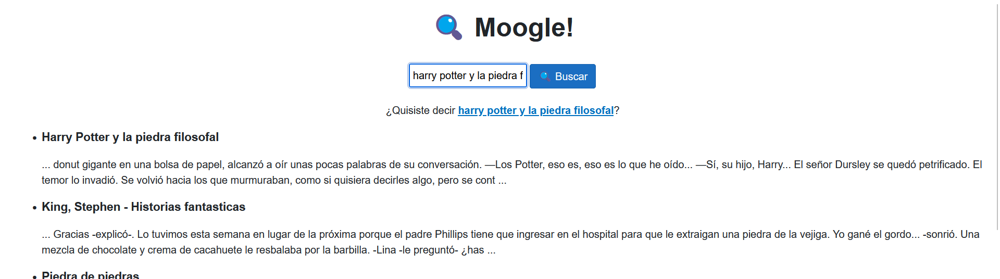 Moogle!
harry potter y la piedra f
Buscar
¿Quisiste decir harry potter y la piedra filosofal?
• Harry Potter y la piedra filosofal
... donut gigante en una bolsa de papel, alcanzó a oír unas pocas palabras de su conversación. —Los Potter, eso es, eso es lo que he oído... —Sí, su hijo, Harry... El señor Dursley se quedó petrificado. El
temor lo invadió. Se volvió hacia los que murmuraban, como si quisiera decirles algo, pero se cont ...
• King, Stephen - Historias fantasticas
... Gracias -explicó-. Lo tuvimos esta semana en lugar de la próxima porque el padre Phillips tiene que ingresar en el hospital para que le extraigan una piedra de la vejiga. Yo gané el gordo... -sonrió. Una
mezcla de chocolate y crema de cacahuete le resbalaba por la barbilla. -Lina -le preguntó- ¿has ...
• Piedra de piedras